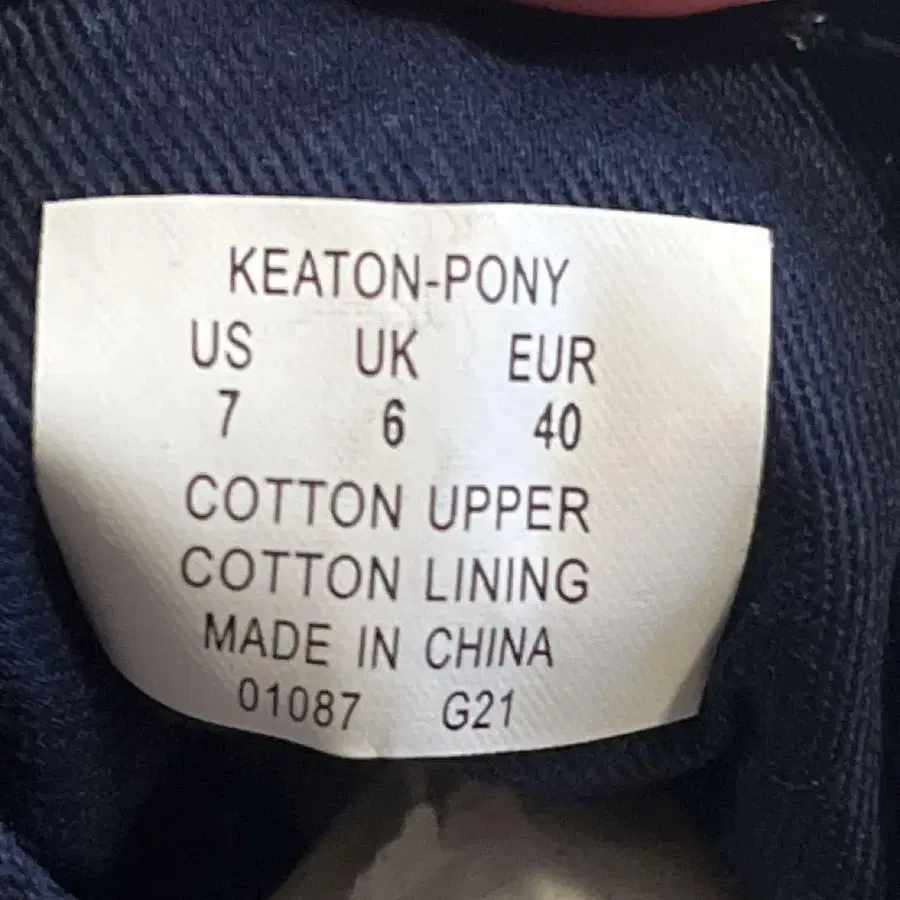 KEATON-PONY
US UK EUR
7 6 40
COTTON UPPER
COTTON LINING
MADE IN CHINA
01087 G21